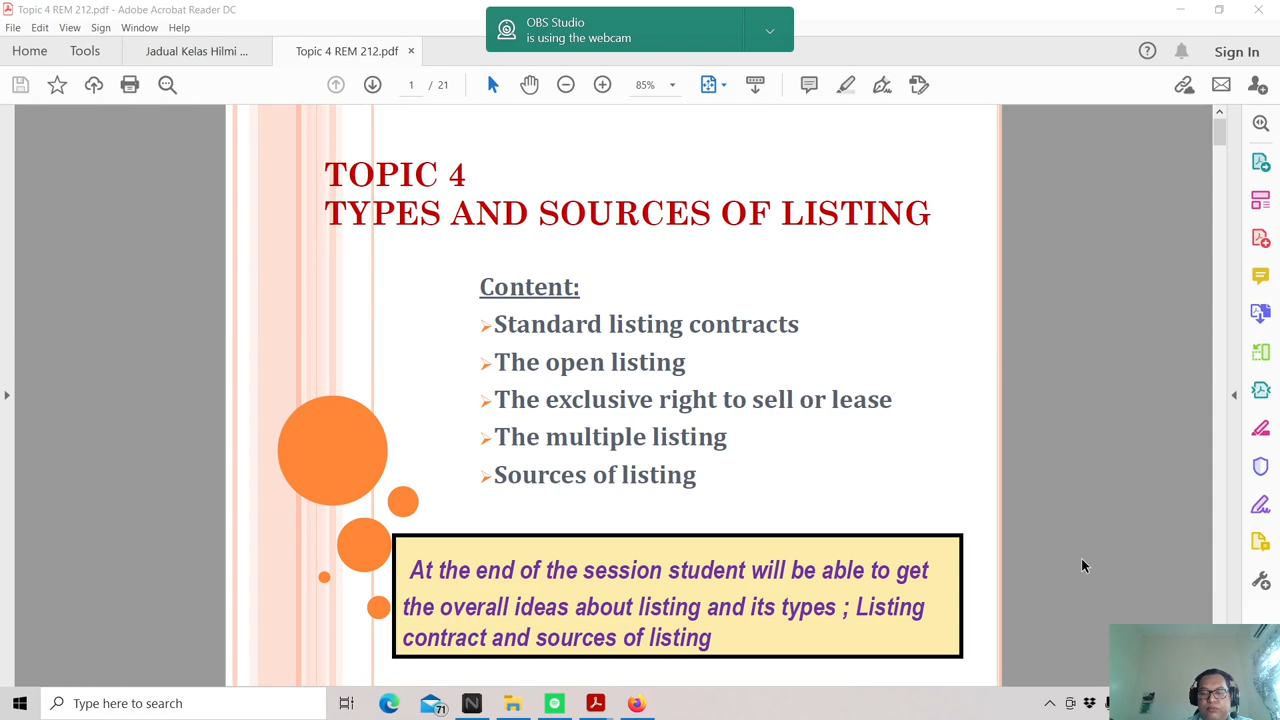 Topic 4 REM 212.pdf - Adobe Acrobat Reader DC
File Edit View Sign Window Help
OBS Studio
is using the webcam
Home Tools Jadual Kelas Hilmi ... Topic 4 REM 212.pdf × Sign In
1 / 21 85%
TOPIC 4
TYPES AND SOURCES OF LISTING
Content:
Standard listing contracts
The open listing
The exclusive right to sell or lease
The multiple listing
Sources of listing
At the end of the session student will be able to get
the overall ideas about listing and its types ; Listing
contract and sources of listing
Type here to search
71